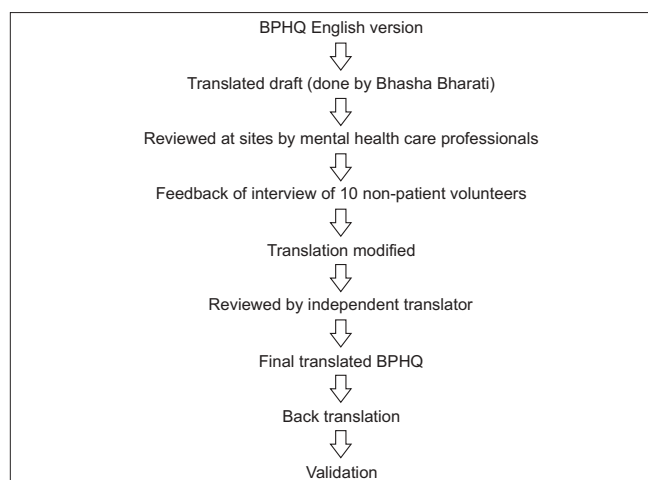 BPHQ English version
Translated draft (done by Bhasha Bharati)
Reviewed at sites by mental health care professionals
Feedback of interview of 10 non-patient volunteers
Translation modified
Reviewed by independent translator
Final translated BPHQ
Back translation
Validation